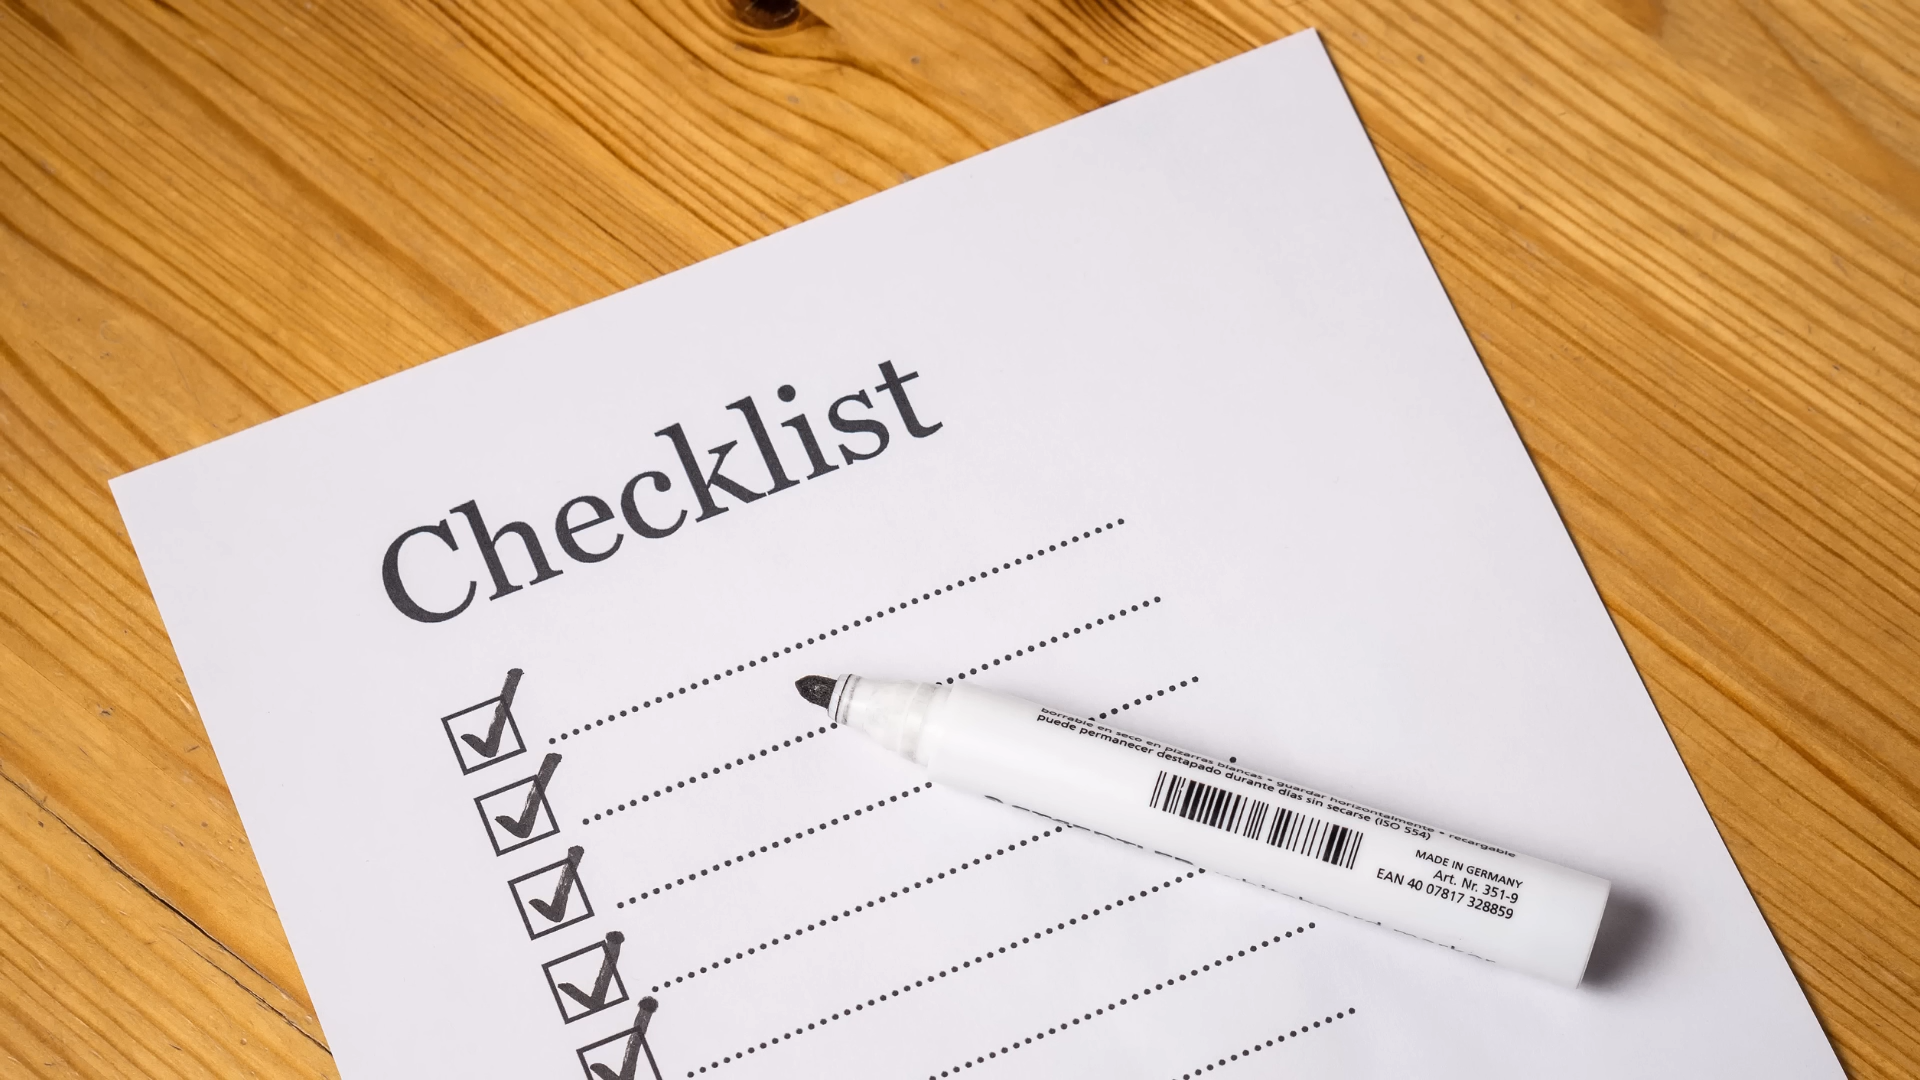 Checklist
borrable en seco en pizarras blancas • guardar horizontalmente • recargable
puede permanecer destapado durante días sin secarse (ISO 554)
MADE IN GERMANY
Art. Nr. 351-9
EAN 40 07817 328859